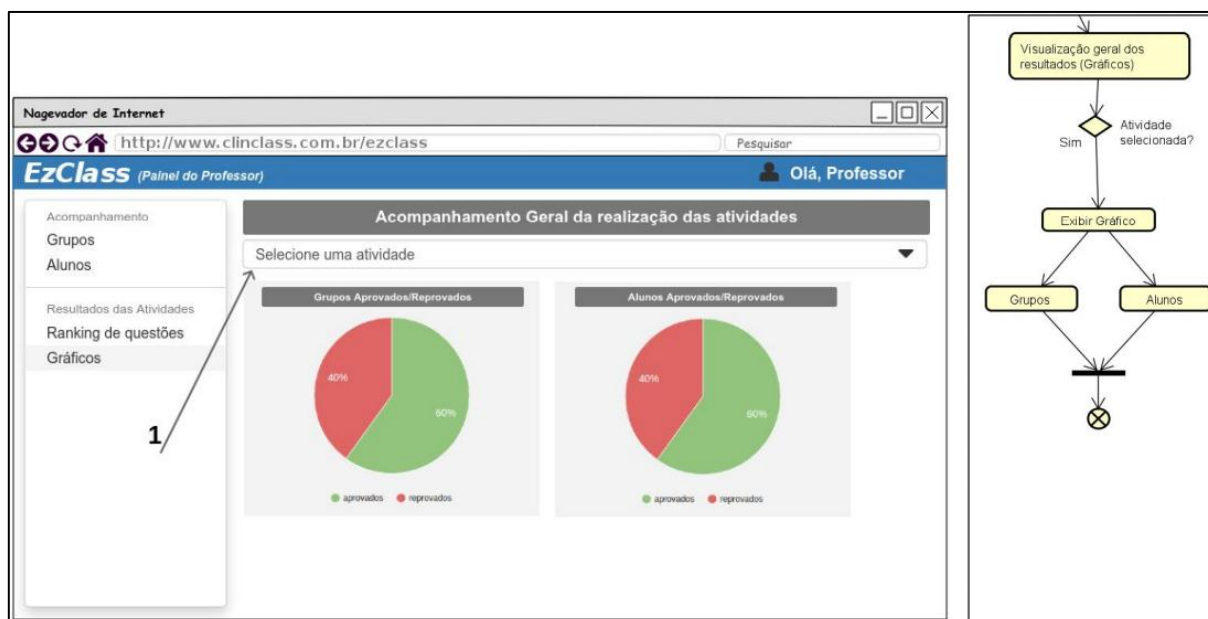 Nagevador de Internet
http://www.clinclass.com.br/ezclass
Pesquisar
EzClass (Painel do Professor)
Olá, Professor
Acompanhamento
Grupos
Alunos
Resultados das Atividades
Ranking de questões
Gráficos
1
Acompanhamento Geral da realização das atividades
Selecione uma atividade
Grupos Aprovados/Reprovados
40%
60%
aprovados reprovados
Alunos Aprovados/Reprovados
40%
60%
aprovados reprovados
Visualização geral dos
resultados (Gráficos)
Atividade
selecionada?
Sim
Exibir Gráfico
Grupos
Alunos